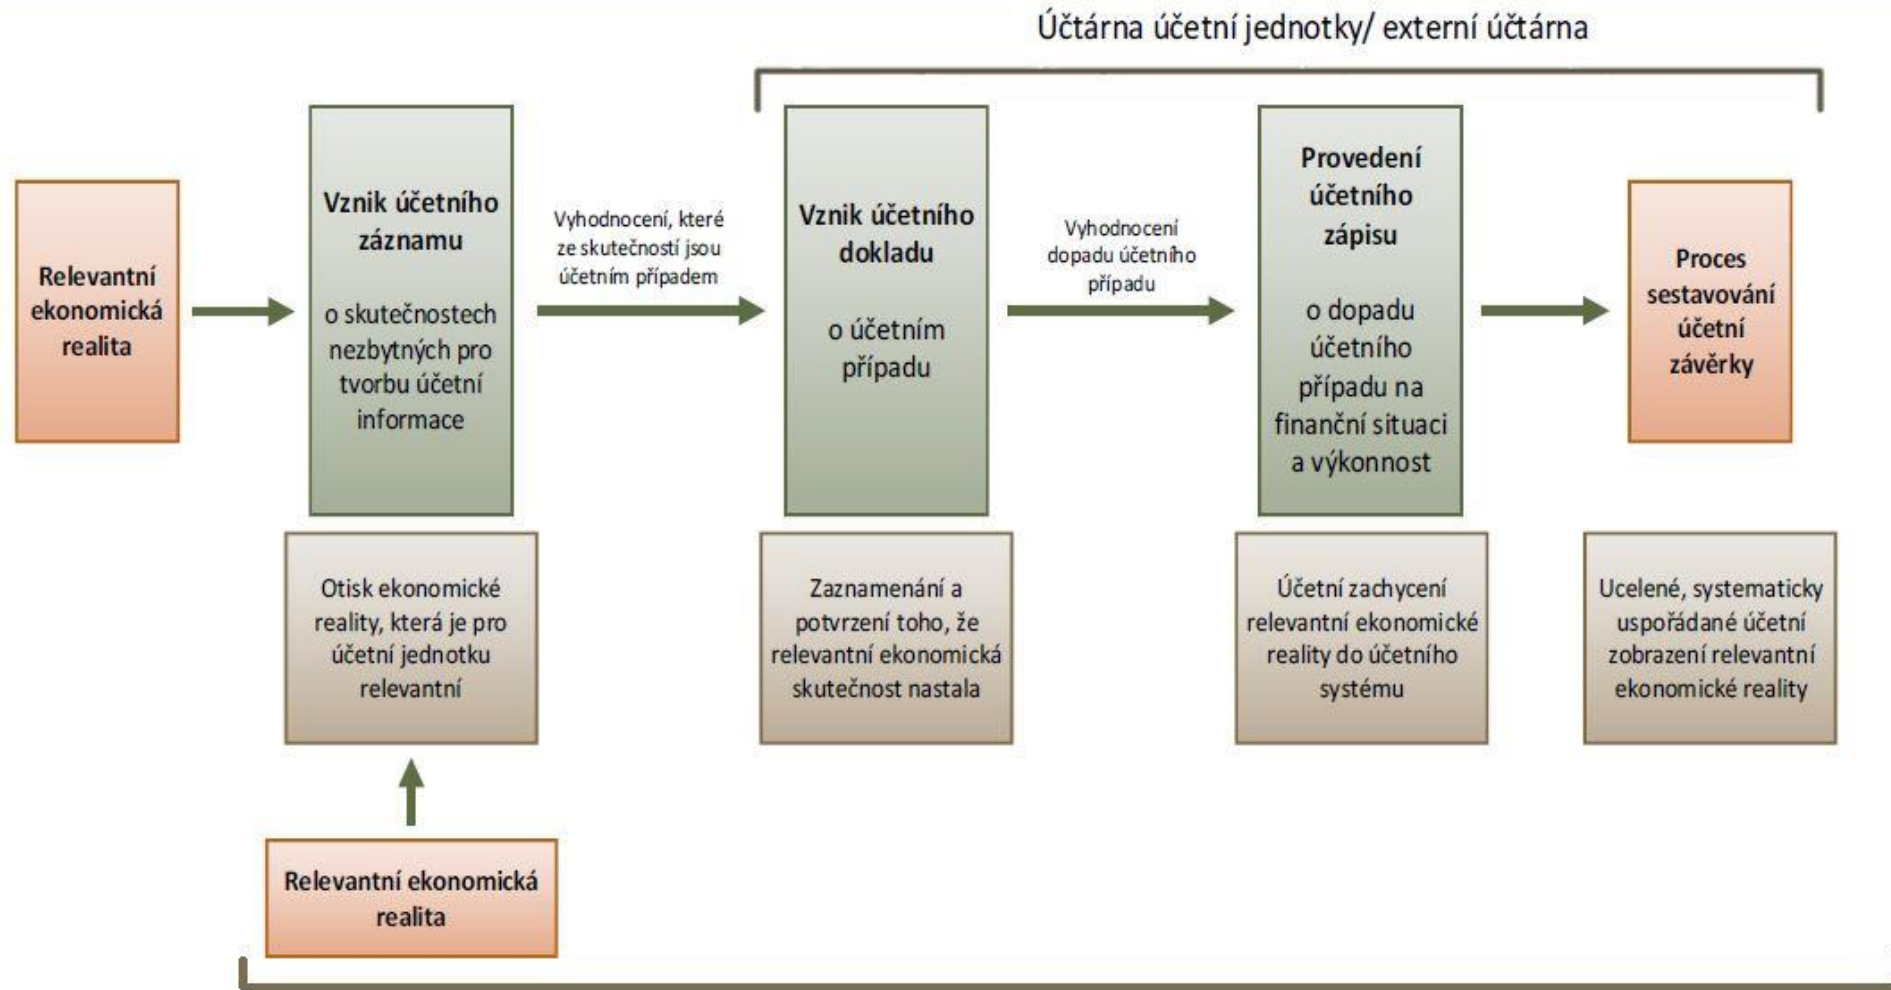 Účtárna účetní jednotky/ externí účtárna
Relevantní
ekonomická
realita
Vznik účetního
záznamu
o skutečnostech
nezbytných pro
tvorbu účetní
informace
Vyhodnocení, které
ze skutečností jsou
účetním případem
Vznik účetního
dokladu
o účetním
případu
Vyhodnocení
dopadu účetního
případu
Provedení
účetního
zápisu
o dopadu
účetního
případu na
finanční situaci
a výkonnost
Proces
sestavování
účetní
závěrky
Otisk ekonomické
reality, která je pro
účetní jednotku
relevantní
Zaznamenání a
potvrzení toho, že
relevantní ekonomická
skutečnost nastala
Účetní zachycení
relevantní ekonomické
reality do účetního
systému
Ucelené, systematicky
uspořádané účetní
zobrazení relevantní
ekonomické reality
Relevantní ekonomická
realita